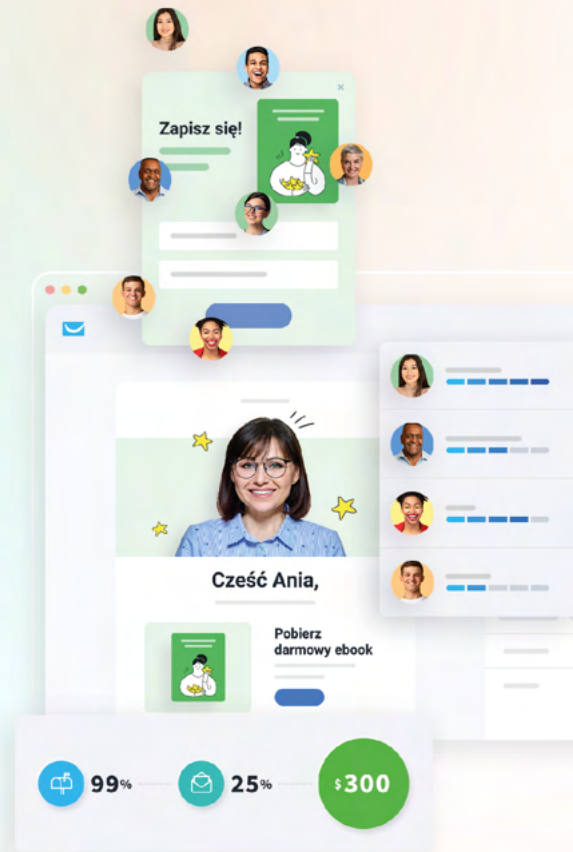 Zapisz się!
Cześć Ania,
Pobierz
darmowy ebook
99%
25%
$300